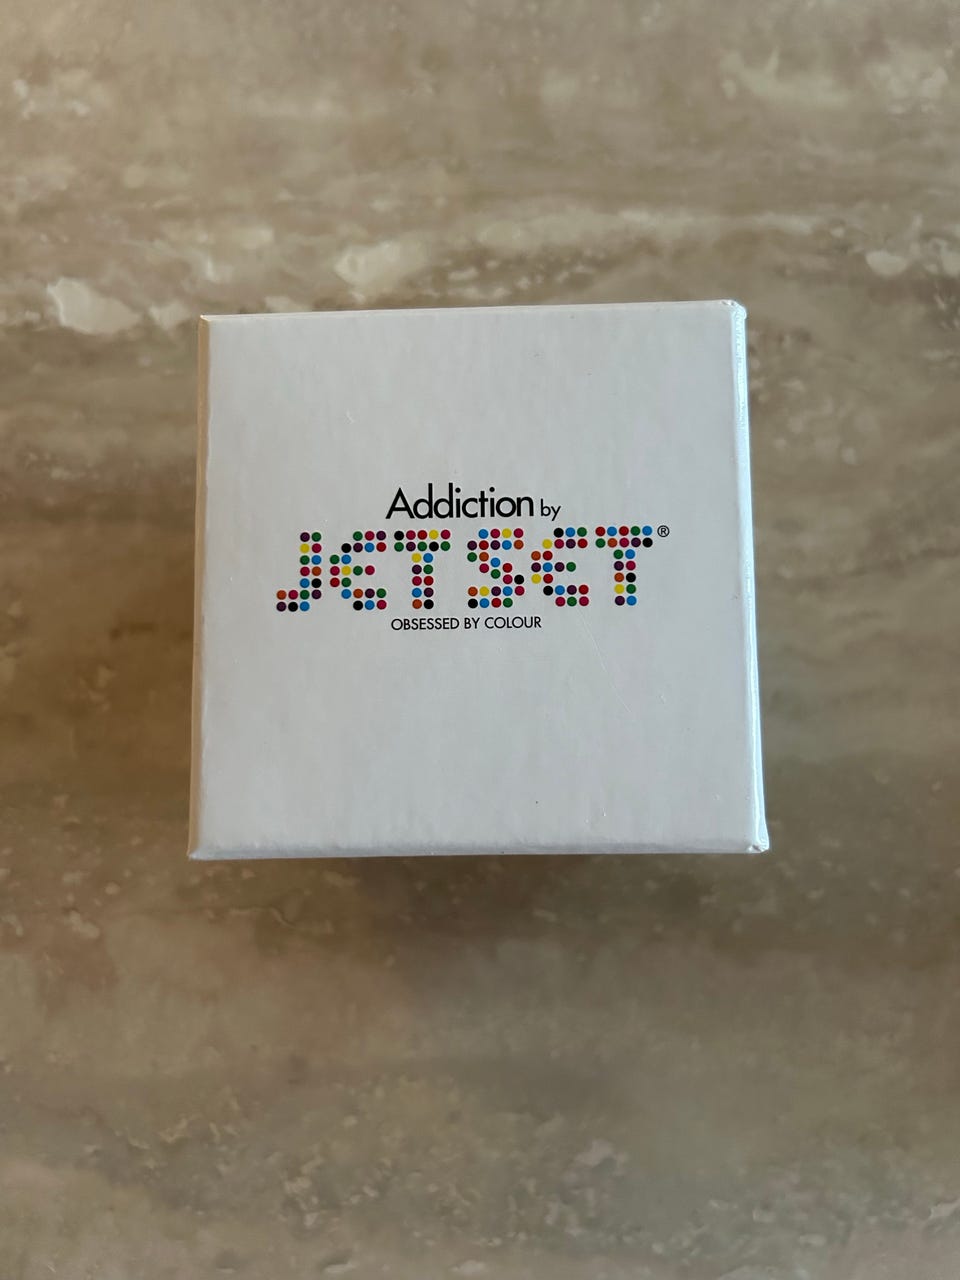 Addiction by
JET SET®
OBSESSED BY COLOUR